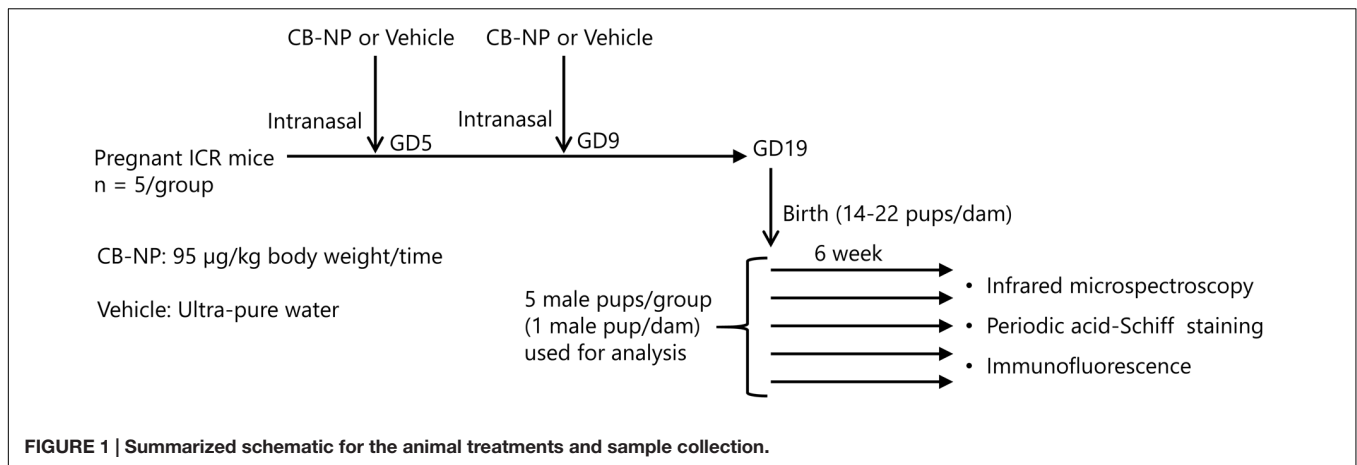 CB-NP or Vehicle
CB-NP or Vehicle
Intranasal
Intranasal
GD5
GD9
GD19
Pregnant ICR mice
n = 5/group
Birth (14-22 pups/dam)
CB-NP: 95 µg/kg body weight/time
Vehicle: Ultra-pure water
6 week
5 male pups/group
(1 male pup/dam)
used for analysis
• Infrared microspectroscopy
• Periodic acid-Schiff staining
• Immunofluorescence
FIGURE 1 | Summarized schematic for the animal treatments and sample collection.